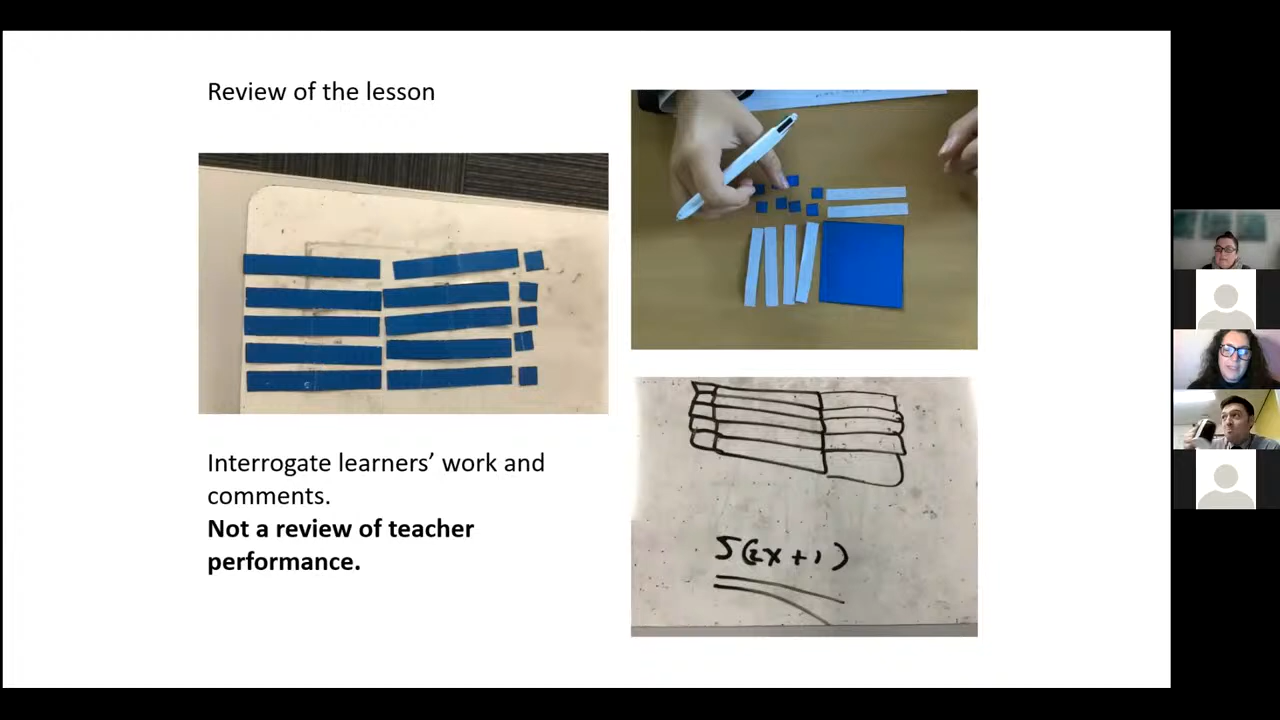 Review of the lesson
Interrogate learners’ work and
comments.
Not a review of teacher
performance.
5(2x+1)